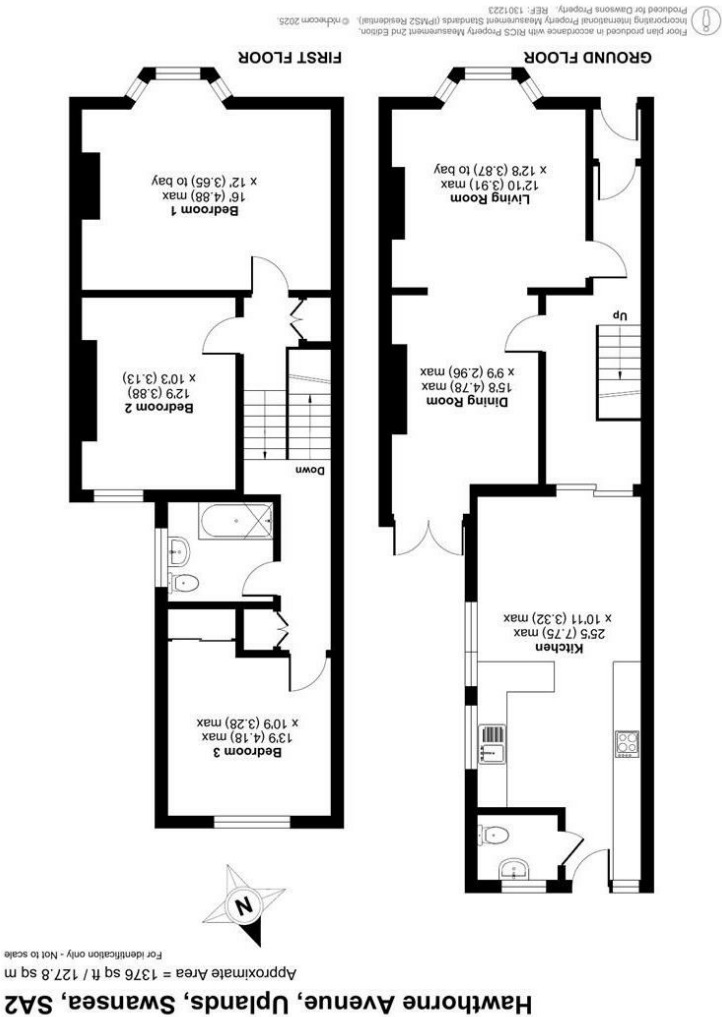 Hawthorne Avenue, Uplands, Swansea, SA2
Approximate Area = 1376 sq ft / 127.8 sq m
For identification only - Not to scale
N
Kitchen
25'5 (7.75) max
x 10'11 (3.32) max
Dining Room
15'8 (4.78) max
x 9'9 (2.96) max
Up
Living Room
12'10 (3.91) max
x 12'8 (3.87) to bay
GROUND FLOOR
Bedroom 3
13'9 (4.18) max
x 10'9 (3.28) max
Down
Bedroom 2
12'9 (3.88)
x 10'3 (3.13)
Bedroom 1
16' (4.88) max
x 12' (3.65) to bay
FIRST FLOOR
Floor plan produced in accordance with RICS Property Measurement 2nd Edition,
Incorporating International Property Measurement Standards (IPMS2 Residential). © nichecom 2025.
Produced for Dawsons Property. REF: 1301223